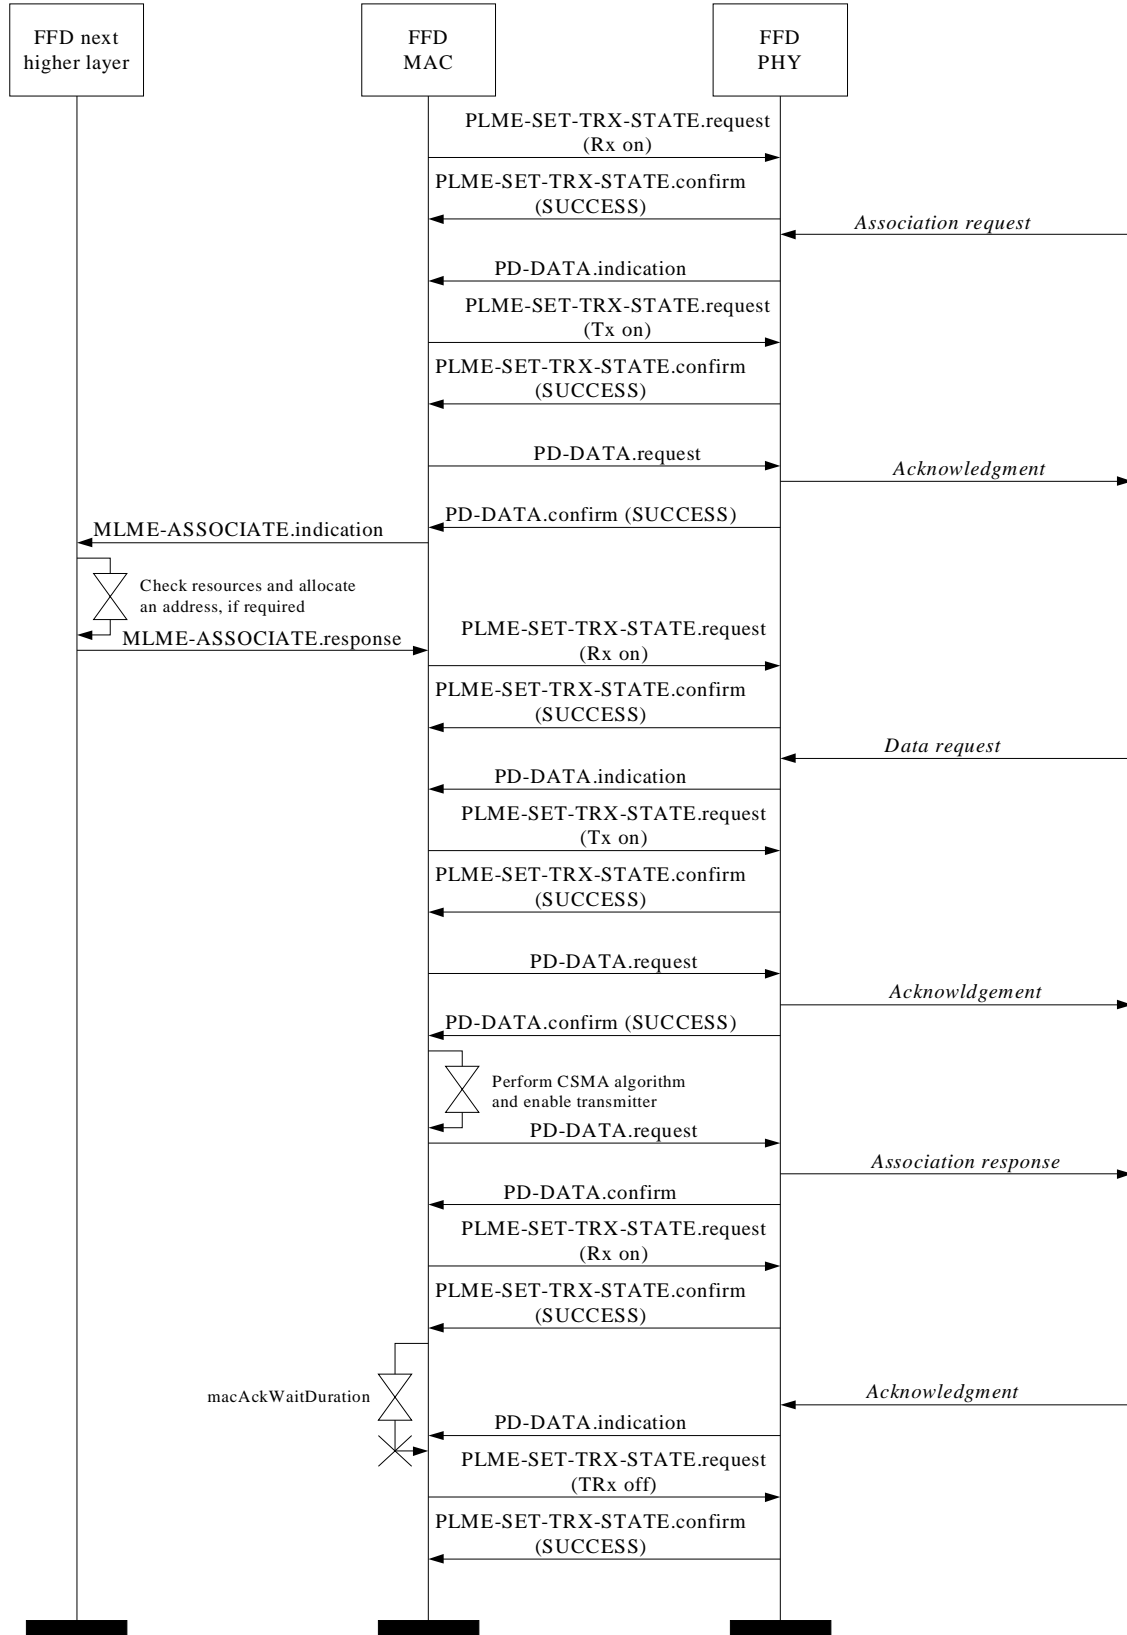 FFD next
higher layer
FFD
MAC
FFD
PHY
PLME-SET-TRX-STATE.request
(Rx on)
PLME-SET-TRX-STATE.confirm
(SUCCESS)
Association request
PD-DATA.indication
PLME-SET-TRX-STATE.request
(Tx on)
PLME-SET-TRX-STATE.confirm
(SUCCESS)
PD-DATA.request
Acknowledgment
PD-DATA.confirm (SUCCESS)
MLME-ASSOCIATE.indication
Check resources and allocate
an address, if required
MLME-ASSOCIATE.response
PLME-SET-TRX-STATE.request
(Rx on)
PLME-SET-TRX-STATE.confirm
(SUCCESS)
Data request
PD-DATA.indication
PLME-SET-TRX-STATE.request
(Tx on)
PLME-SET-TRX-STATE.confirm
(SUCCESS)
PD-DATA.request
Acknowldgement
PD-DATA.confirm (SUCCESS)
Perform CSMA algorithm
and enable transmitter
PD-DATA.request
Association response
PD-DATA.confirm
PLME-SET-TRX-STATE.request
(Rx on)
PLME-SET-TRX-STATE.confirm
(SUCCESS)
macAckWaitDuration
Acknowledgment
PD-DATA.indication
PLME-SET-TRX-STATE.request
(TRx off)
PLME-SET-TRX-STATE.confirm
(SUCCESS)